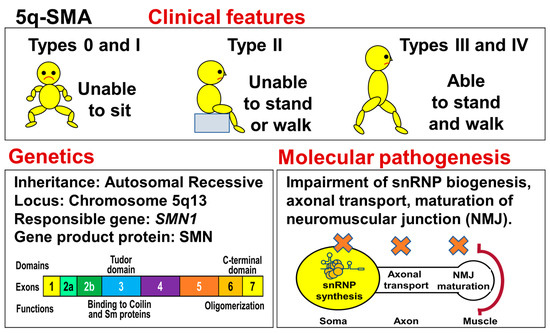 5q-SMA
Clinical features
Types 0 and I
Unable
to sit
Type II
Unable
to stand
or walk
Types III and IV
Able
to stand
and walk
Genetics
Inheritance: Autosomal Recessive
Locus: Chromosome 5q13
Responsible gene: SMN1
Gene product protein: SMN
Domains
Tudor
domain
C-terminal
domain
Exons 1 2a 2b 3 4 5 6 7
Functions
Binding to Coilin
and Sm proteins
Oligomerization
Molecular pathogenesis
Impairment of snRNP biogenesis,
axonal transport, maturation of
neuromuscular junction (NMJ).
snRNP
synthesis
Axonal
transport
NMJ
maturation
Soma
Axon
Muscle